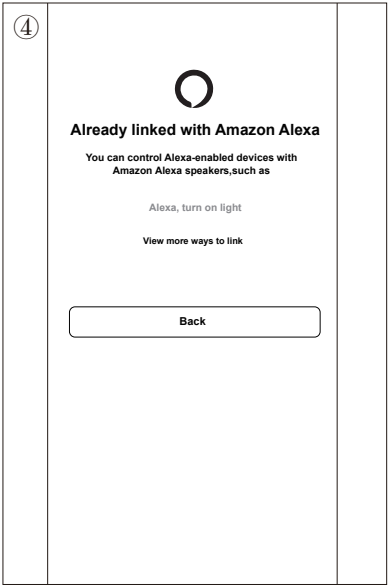 ④
Already linked with Amazon Alexa
You can control Alexa-enabled devices with
Amazon Alexa speakers,such as
Alexa, turn on light
View more ways to link
Back